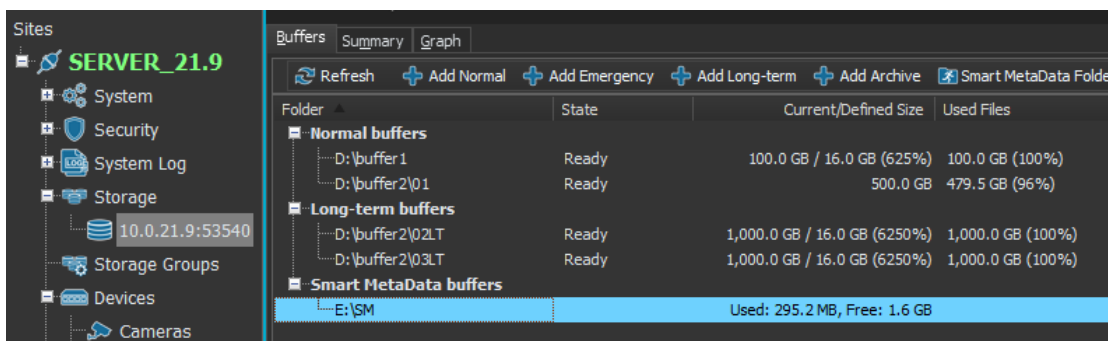 Sites
SERVER_21.9
System
Security
System Log
Storage
10.0.21.9:53540
Storage Groups
Devices
Cameras
Buffers Summary Graph
Refresh Add Normal Add Emergency Add Long-term Add Archive Smart MetaData Folde
Folder State Current/Defined Size Used Files
Normal buffers
D:\buffer1 Ready 100.0 GB / 16.0 GB (625%) 100.0 GB (100%)
D:\buffer2\01 Ready 500.0 GB 479.5 GB (96%)
Long-term buffers
D:\buffer2\02LT Ready 1,000.0 GB / 16.0 GB (6250%) 1,000.0 GB (100%)
D:\buffer2\03LT Ready 1,000.0 GB / 16.0 GB (6250%) 1,000.0 GB (100%)
Smart MetaData buffers
E:\SM Used: 295.2 MB, Free: 1.6 GB